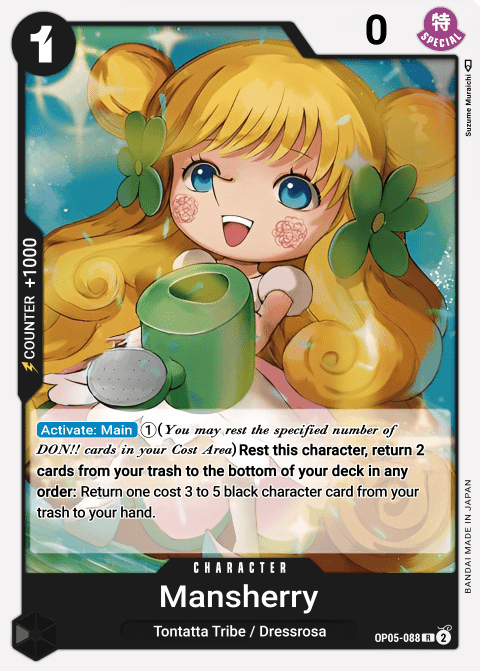 1
0
特
SPECIAL
Suzume Muraichi
COUNTER +1000
Activate: Main ① (You may rest the specified number of
DON!! cards in your Cost Area) Rest this character, return 2
cards from your trash to the bottom of your deck in any
order: Return one cost 3 to 5 black character card from your
trash to your hand.
BANDAI MADE IN JAPAN
CHARACTER
Mansherry
Tontatta Tribe / Dressrosa
OP05-088 R 2